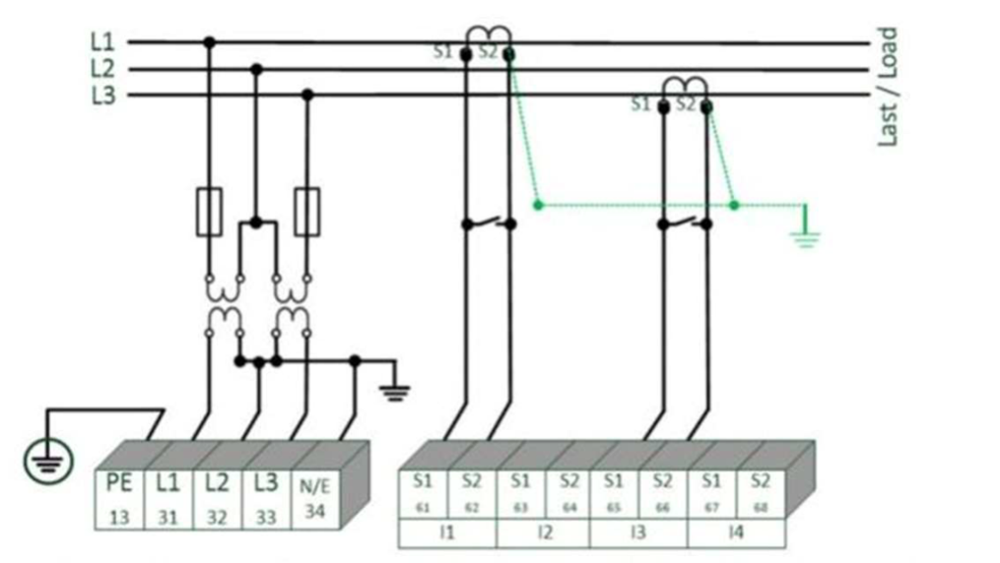 L1
S1 S2
L2
L3
S1 S2
Last / Load
PE L1 L2 L3 N/E
13 31 32 33 34
S1 S2 S1 S2 S1 S2 S1 S2
61 62 63 64 65 66 67 68
I1 I2 I3 I4